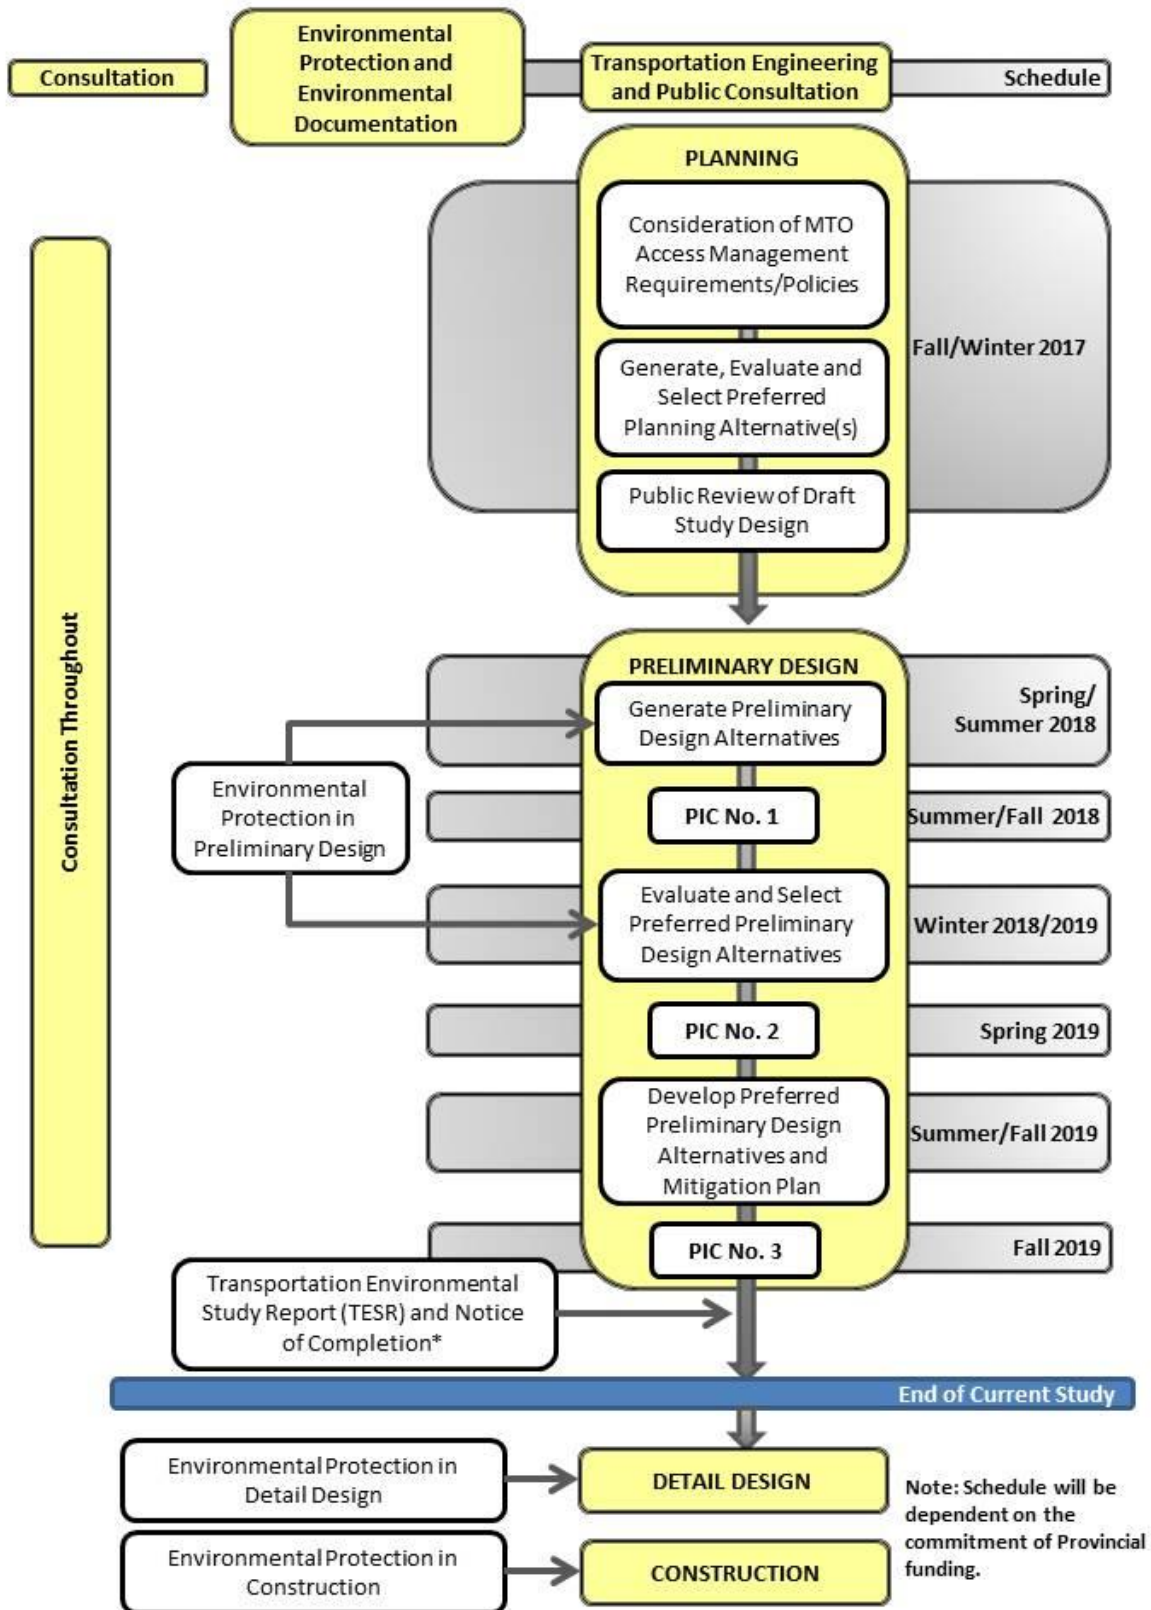 Consultation
Environmental
Protection and
Environmental
Documentation
Transportation Engineering
and Public Consultation
Schedule
Consultation Throughout
PLANNING
Consideration of MTO
Access Management
Requirements/Policies
Generate, Evaluate and
Select Preferred
Planning Alternative(s)
Public Review of Draft
Study Design
Fall/Winter 2017
PRELIMINARY DESIGN
Generate Preliminary
Design Alternatives
Spring/
Summer 2018
Environmental
Protection in
Preliminary Design
PIC No. 1
Summer/Fall 2018
Evaluate and Select
Preferred Preliminary
Design Alternatives
Winter 2018/2019
PIC No. 2
Spring 2019
Develop Preferred
Preliminary Design
Alternatives and
Mitigation Plan
Summer/Fall 2019
PIC No. 3
Fall 2019
Transportation Environmental
Study Report (TESR) and Notice
of Completion*
End of Current Study
Environmental Protection in
Detail Design
DETAIL DESIGN
Environmental Protection in
Construction
CONSTRUCTION
Note: Schedule will be
dependent on the
commitment of Provincial
funding.